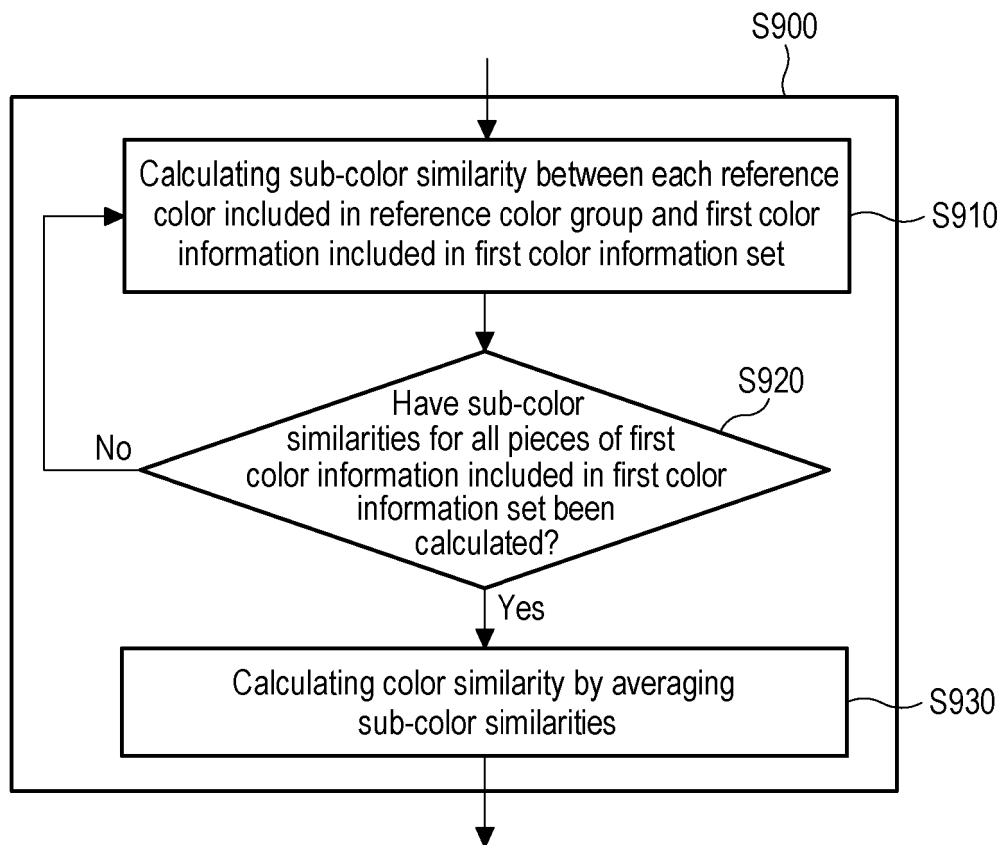 S900
Calculating sub-color similarity between each reference
color included in reference color group and first color
information included in first color information set
S910
S920
Have sub-color
similarities for all pieces of first
color information included in first color
information set been
calculated?
No
Yes
Calculating color similarity by averaging
sub-color similarities
S930